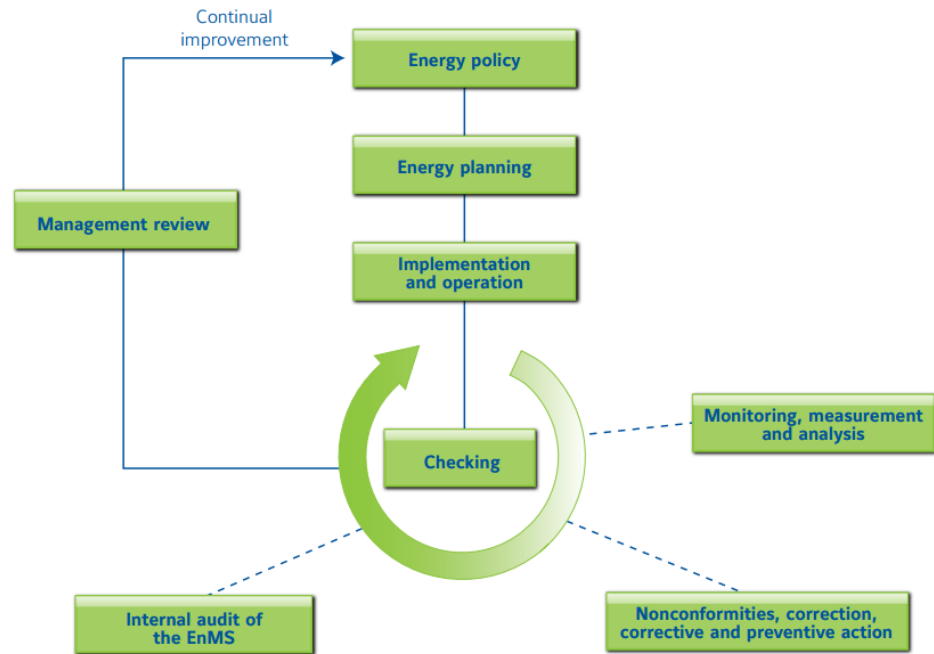 Continual
improvement
Energy policy
Energy planning
Management review
Implementation
and operation
Monitoring, measurement
and analysis
Checking
Internal audit of
the EnMS
Nonconformities, correction,
corrective and preventive action